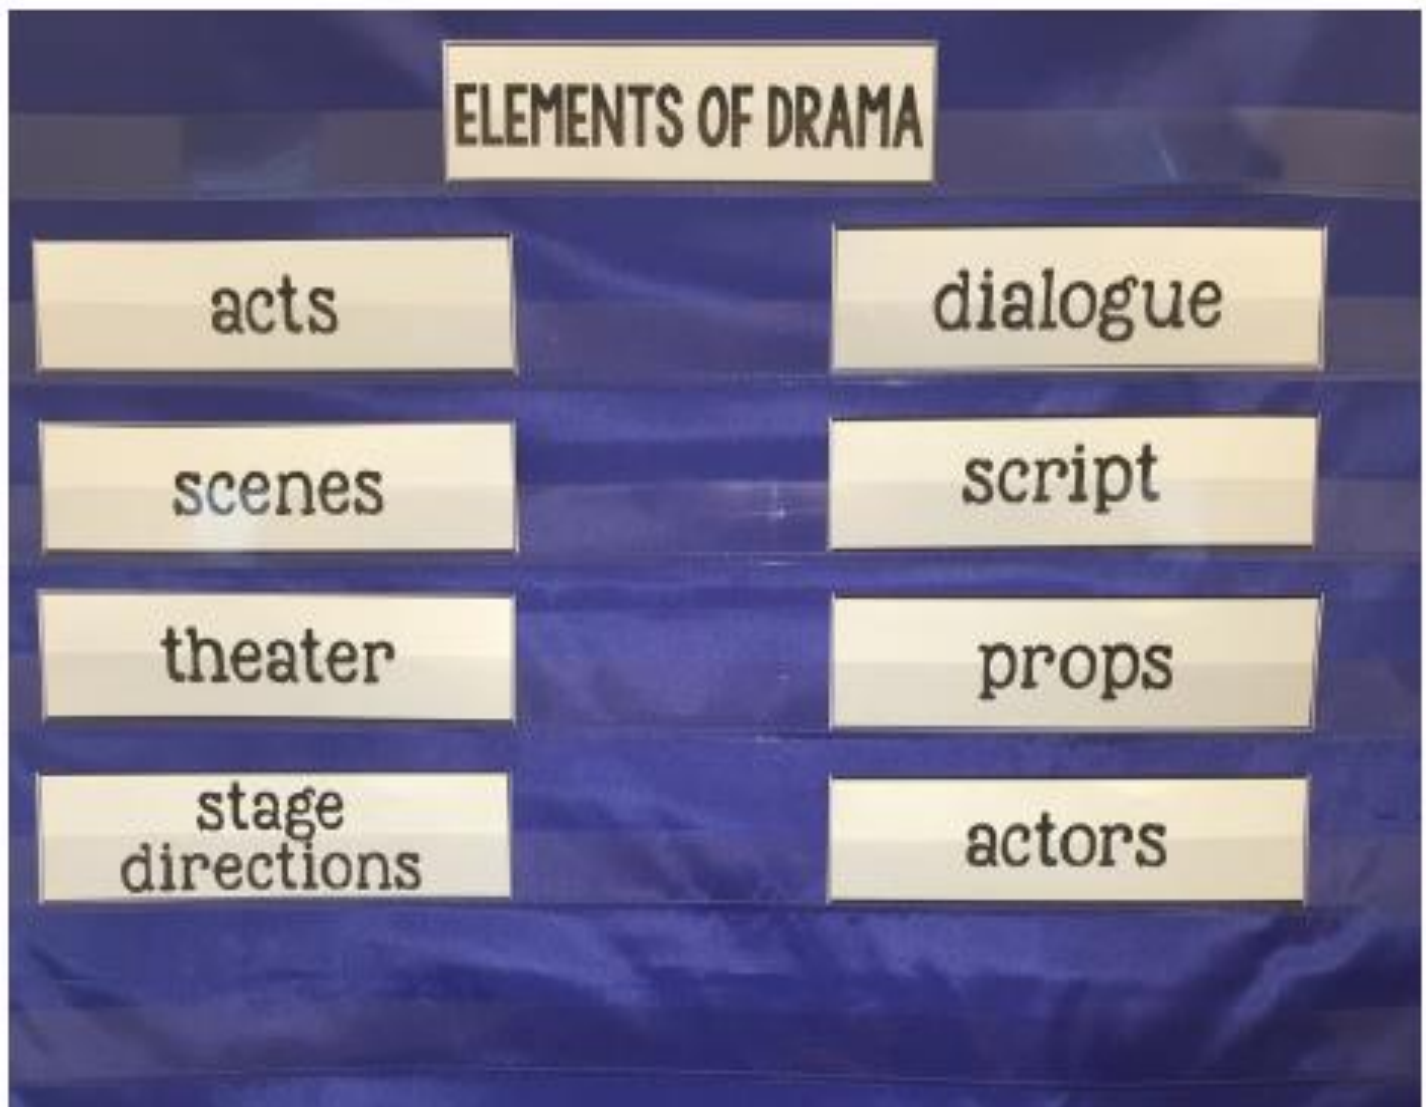 ELEMENTS OF DRAMA
acts
dialogue
scenes
script
theater
props
stage
directions
actors